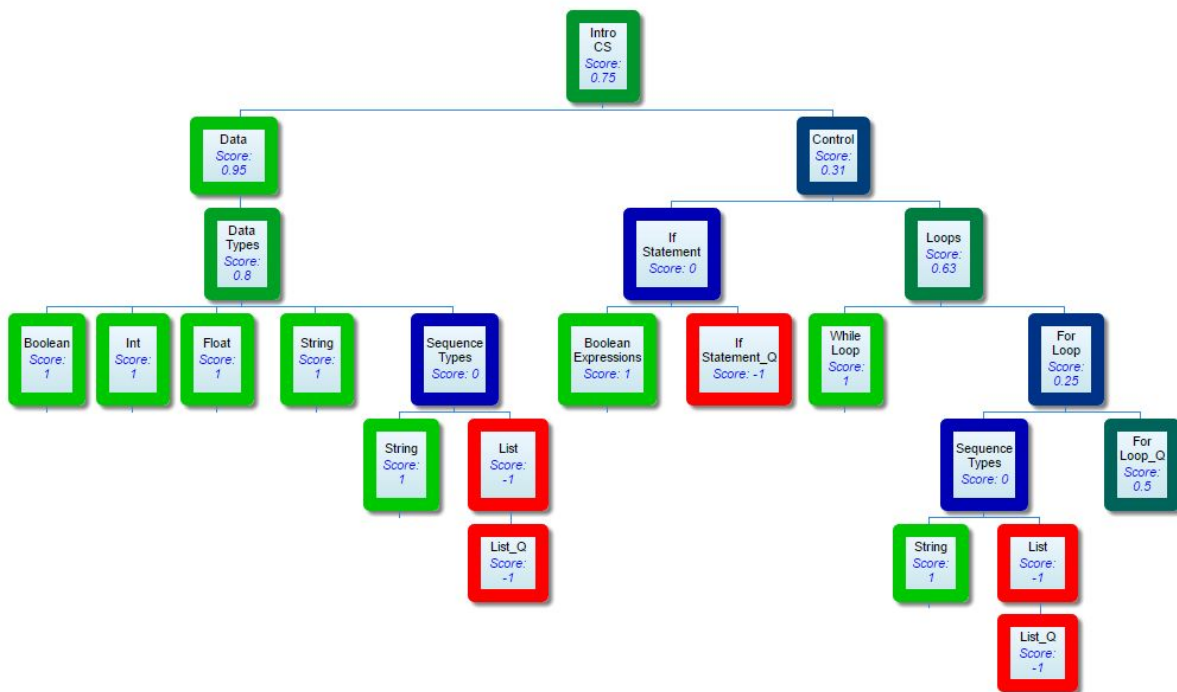 Intro
CS
Score:
0.75
Data
Score:
0.95
Control
Score:
0.31
Data
Types
Score:
0.8
If
Statement
Score: 0
Loops
Score:
0.63
Boolean
Score:
1
Int
Score:
1
Float
Score:
1
String
Score:
1
Sequence
Types
Score: 0
Boolean
Expressions
Score: 1
If
Statement_Q
Score: -1
While
Loop
Score:
1
For
Loop
Score:
0.25
String
Score:
1
List
Score:
-1
Sequence
Types
Score: 0
For
Loop_Q
Score:
0.5
List_Q
Score:
-1
String
Score:
1
List
Score:
-1
List_Q
Score:
-1